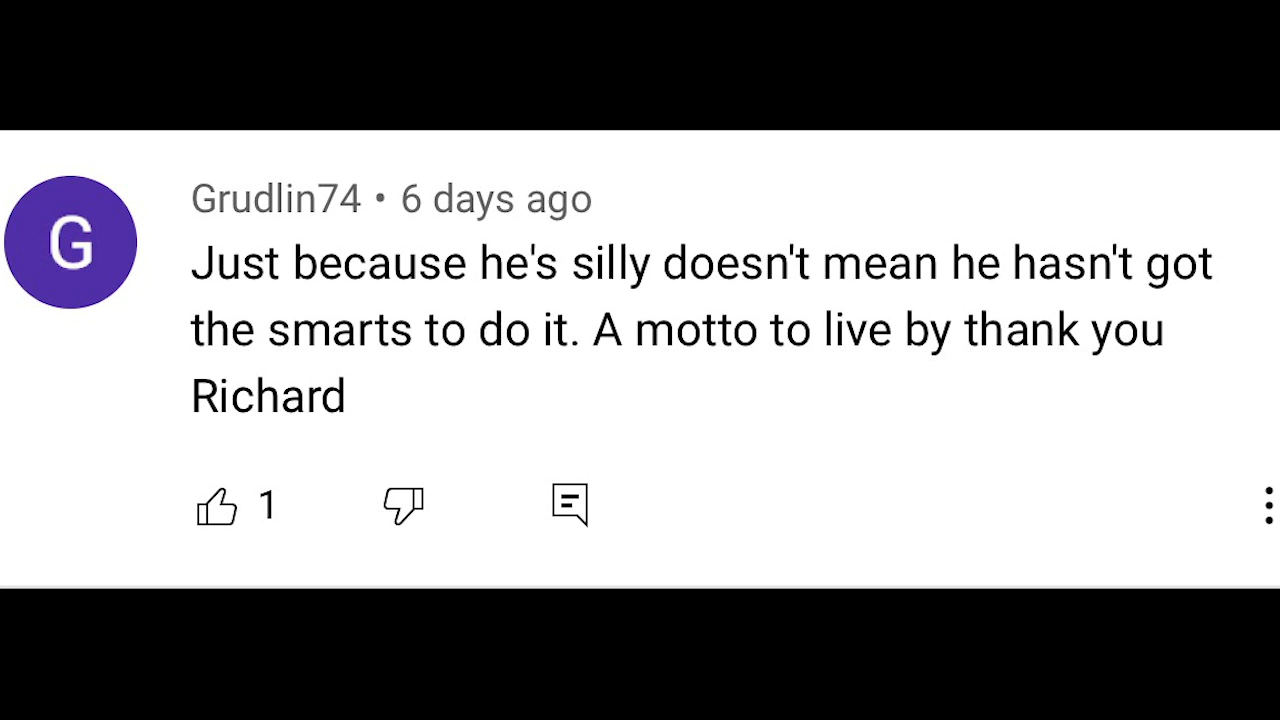 G
Grudlin74 • 6 days ago
Just because he's silly doesn't mean he hasn't got
the smarts to do it. A motto to live by thank you
Richard
1